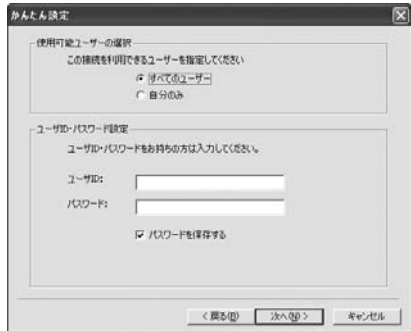 かんたん設定
使用可能ユーザーの選択
この接続を利用できるユーザーを指定してください
すべてのユーザー
自分のみ
ユーザID・パスワード設定
ユーザID・パスワードをお持ちの方は入力してください。
ユーザID:
パスワード:
パスワードを保存する
< 戻る(B)
次へ(N) >
キャンセル